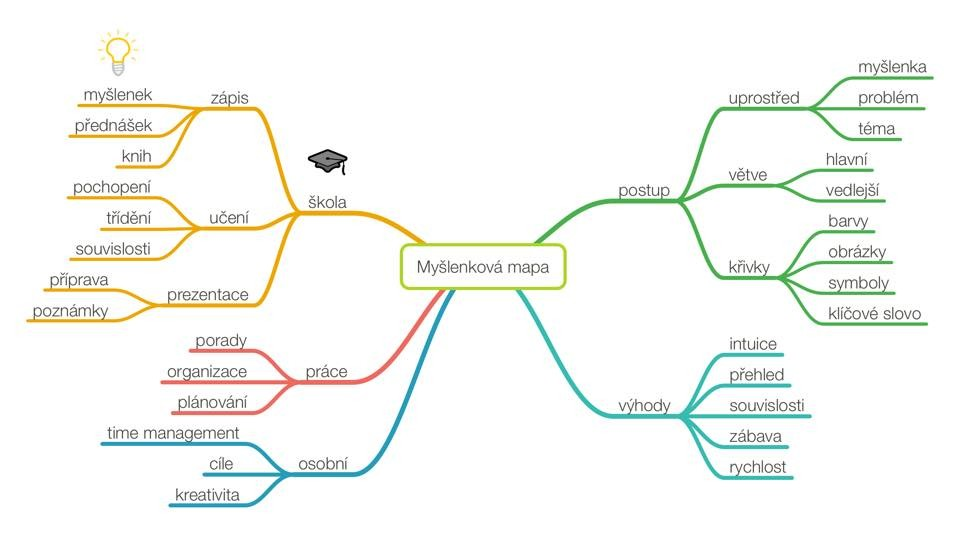 Myšlenková mapa
škola
zápis
myšlenek
přednášek
knih
učení
pochopení
třídění
souvislosti
prezentace
příprava
poznámky
práce
porady
organizace
plánování
osobní
time management
cíle
kreativita
postup
uprostřed
myšlenka
problém
téma
větve
hlavní
vedlejší
křivky
barvy
obrázky
symboly
klíčové slovo
výhody
intuice
přehled
souvislosti
zábava
rychlost